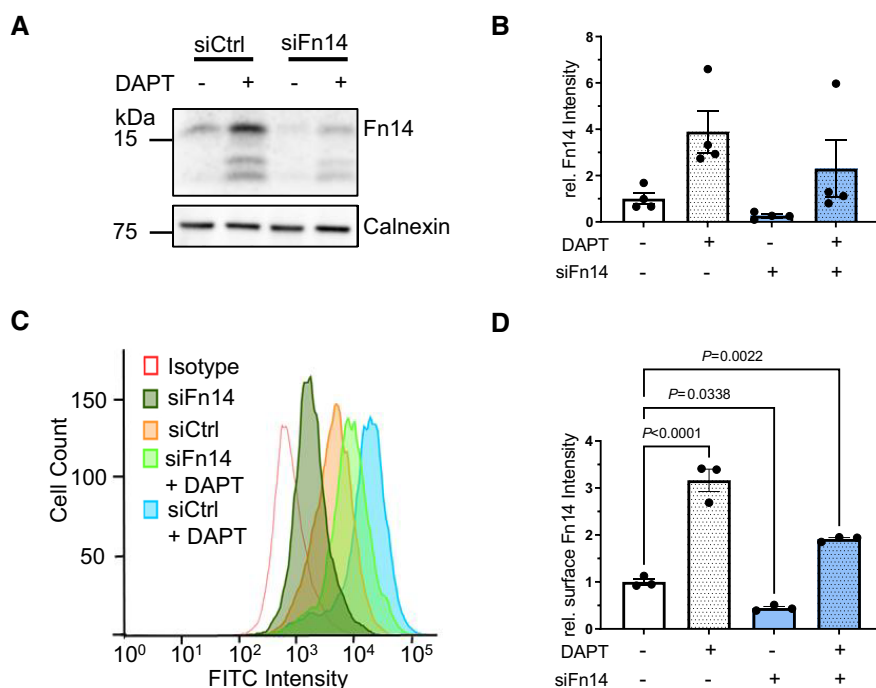 A
siCtrl siFn14
DAPT - + - +
kDa
15
Fn14
75
Calnexin
B
rel. Fn14 Intensity
8
6
4
2
0
DAPT - + - +
siFn14 - - + +
C
Cell Count
150
100
50
Isotype
siFn14
siCtrl
siFn14
+ DAPT
siCtrl
+ DAPT
10⁰ 10¹ 10² 10³ 10⁴ 10⁵
FITC Intensity
D
P=0.0022
P=0.0338
P<0.0001
rel. surface Fn14 Intensity
4
3
2
1
0
DAPT - + - +
siFn14 - - + +